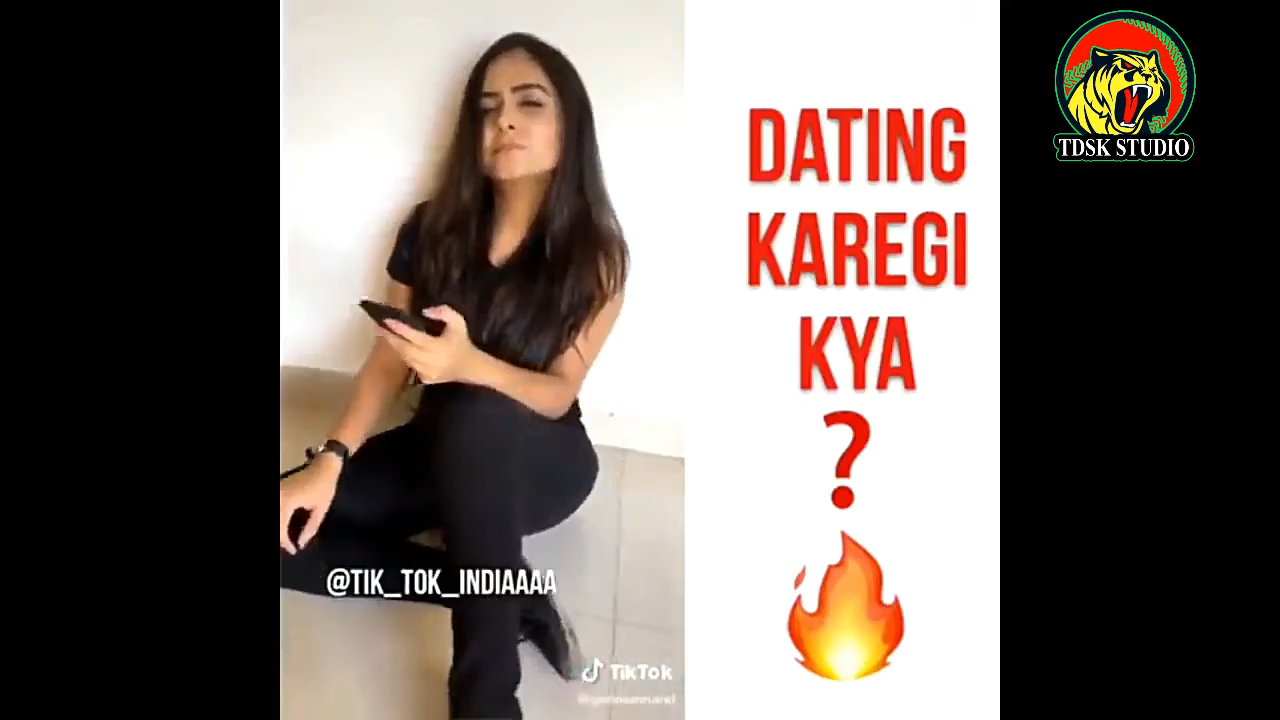 TDSK STUDIO
DATING
KAREGI
KYA
?
@TIK_TOK_INDIAAAA
TikTok